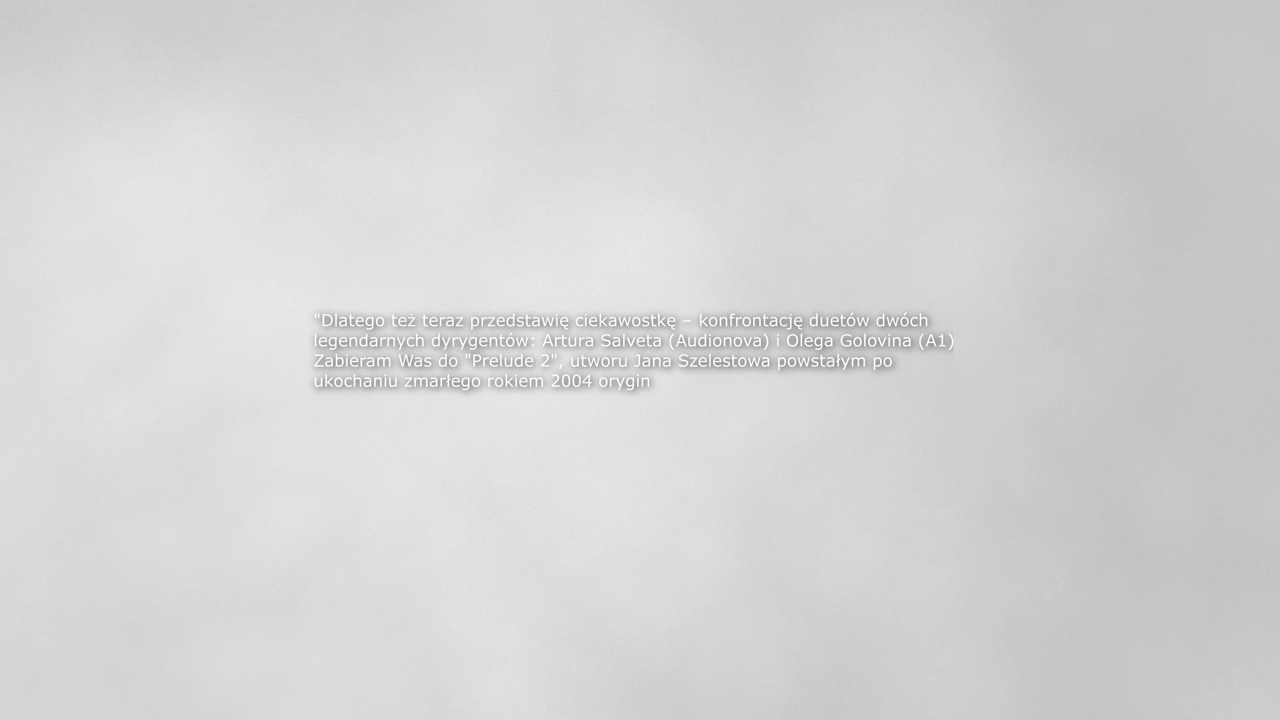 "Dlatego też teraz przedstawię ciekawostkę – konfrontację duetów dwóch
legendarnych dyrygentów: Artura Salveta (Audionova) i Olega Golovina (A1)
Zabieram Was do "Prelude 2", utworu Jana Szelestowa powstałym po
ukochaniu zmarłego rokiem 2004 orygin